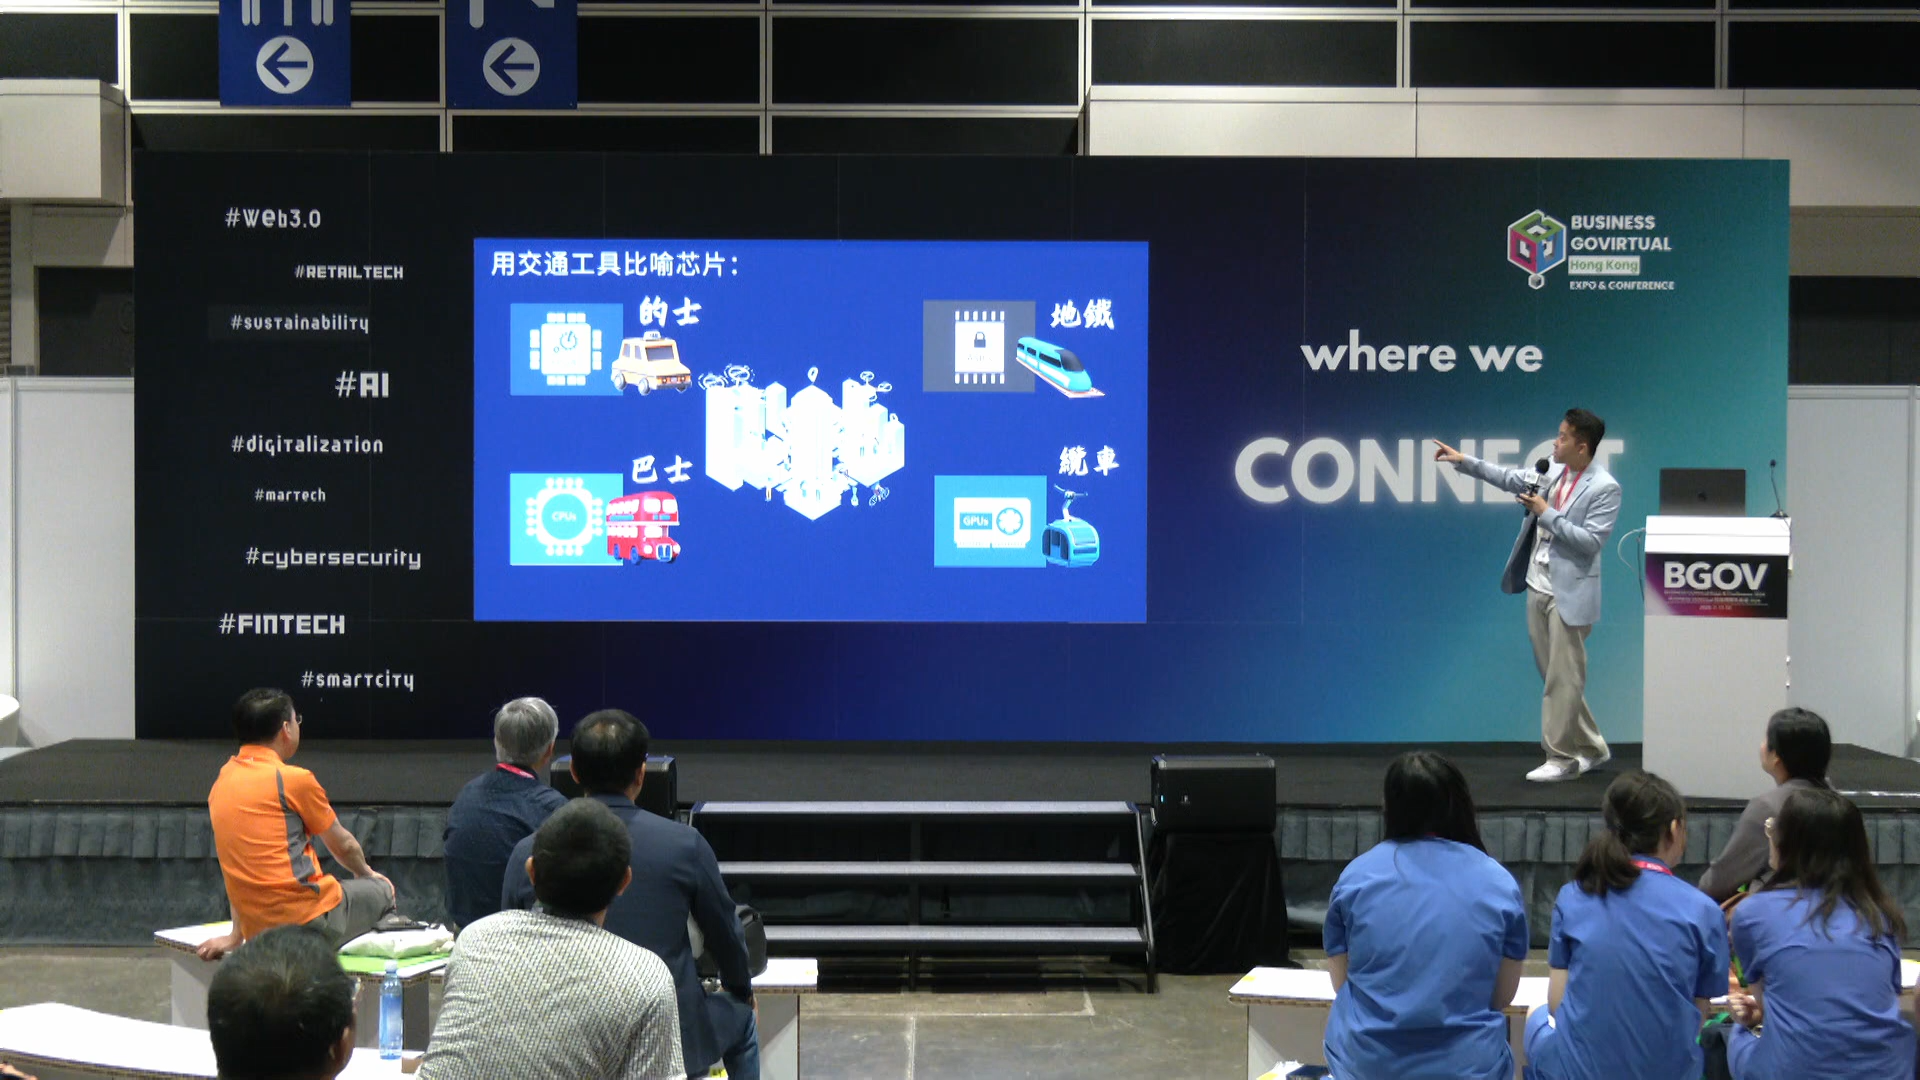 #Web3.0
#RETAILTECH
#sustainability
#AI
#digitalization
#martech
#cybersecurity
#FINTECH
#smartcity
用交通工具比喻芯片：
的士
地鐵
巴士
CPUs
纜車
GPUs
BUSINESS
GOVIRTUAL
Hong Kong
EXPO & CONFERENCE
where we
CONNECT
BGOV